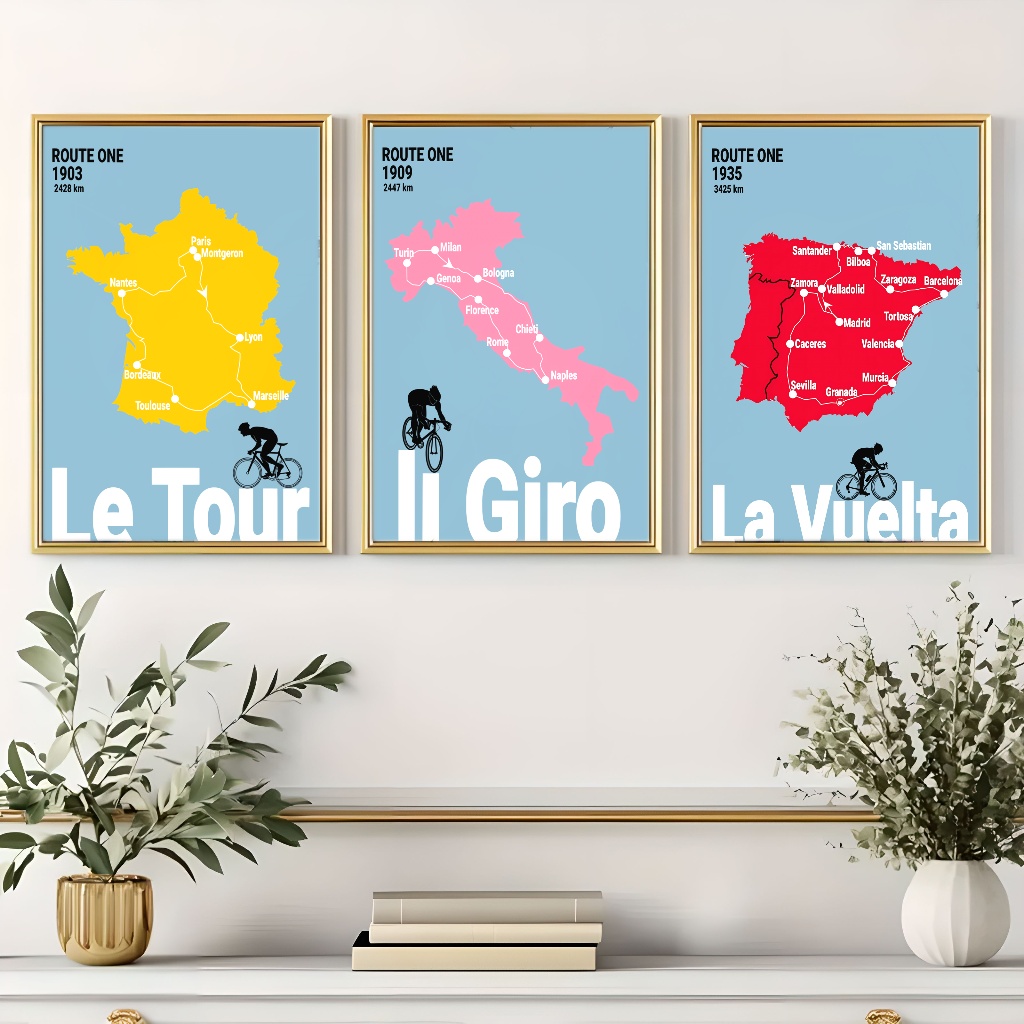 ROUTE ONE
1903
2428 km
Paris
Montgeron
Nantes
Lyon
Bordeaux
Toulouse
Marseille
Le Tour
ROUTE ONE
1909
2447 km
Turin
Milan
Genoa
Bologna
Florence
Chieti
Rome
Naples
Il Giro
ROUTE ONE
1935
3425 km
Santander
San Sebastian
Bilboa
Zamora
Valladolid
Zaragoza
Barcelona
Tortosa
Madrid
Caceres
Valencia
Murcia
Sevilla
Granada
La Vuelta